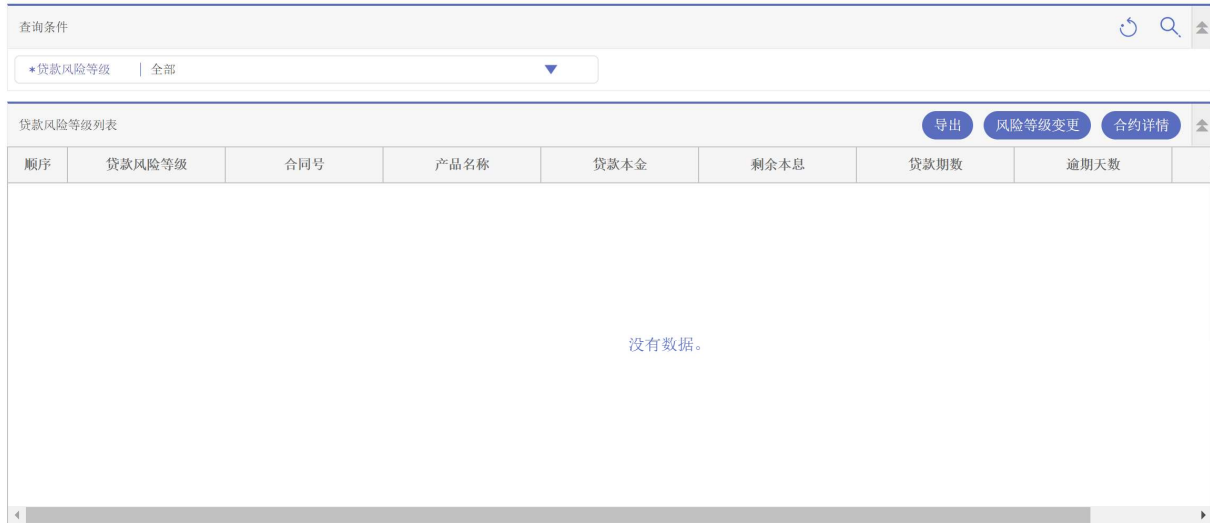 查询条件
*贷款风险等级 全部
贷款风险等级列表 导出 风险等级变更 合约详情
顺序 贷款风险等级 合同号 产品名称 贷款本金 剩余本息 贷款期数 逾期天数
没有数据。